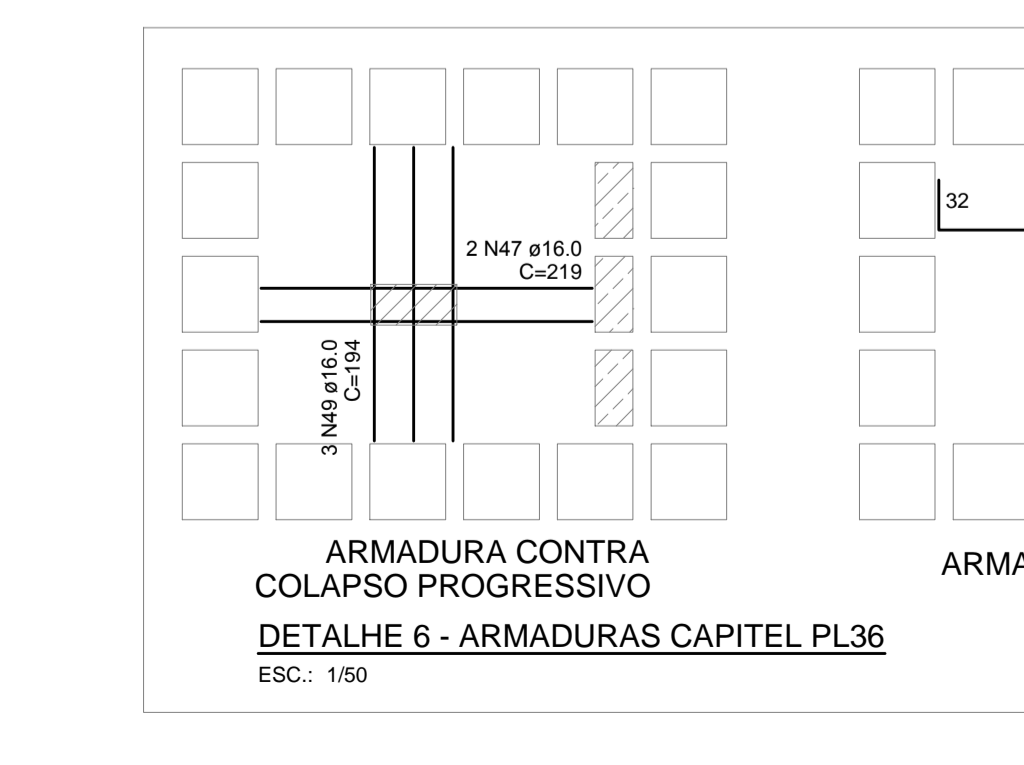 32
2 N47 ø16.0
C=219
3 N49 ø16.0
C=194
ARMADURA CONTRA
COLAPSO PROGRESSIVO
ARMA
DETALHE 6 - ARMADURAS CAPITEL PL36
ESC.: 1/50